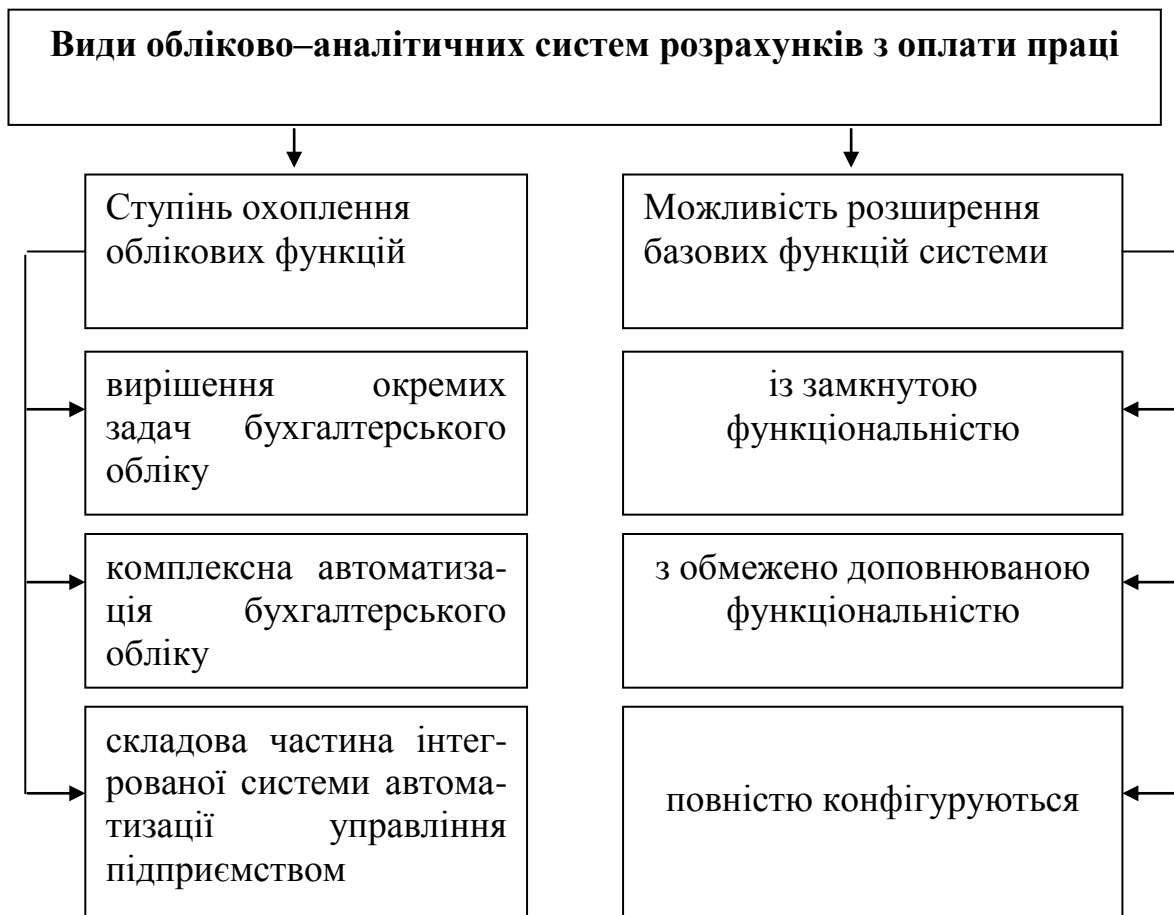 Види обліково–аналітичних систем розрахунків з оплати праці
Ступінь охоплення
облікових функцій
вирішення окремих
задач бухгалтерського
обліку
комплексна автоматиза-
ція бухгалтерського
обліку
складова частина інтег-
рованої системи автома-
тизації управління
підприємством
Можливість розширення
базових функцій системи
із замкнутою
функціональністю
з обмежено доповнюваною
функціональністю
повністю конфігуруються